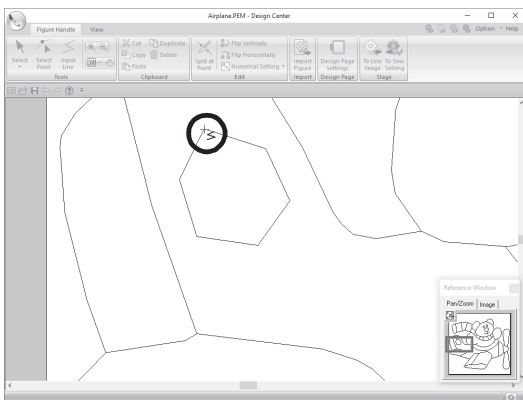 Airplane.PEM - Design Center
Figure Handle View
Option Help
Select
Select Point
Input Line
Tools
Cut Duplicate
Copy Delete
Paste
Clipboard
Split at Point
Flip Vertically
Flip Horizontally
Numerical Setting
Edit
Import Figure
Import
Design Page Settings
Design Page
To Line Image
To Sew Setting
Stage
Reference Window
Pan/Zoom Image